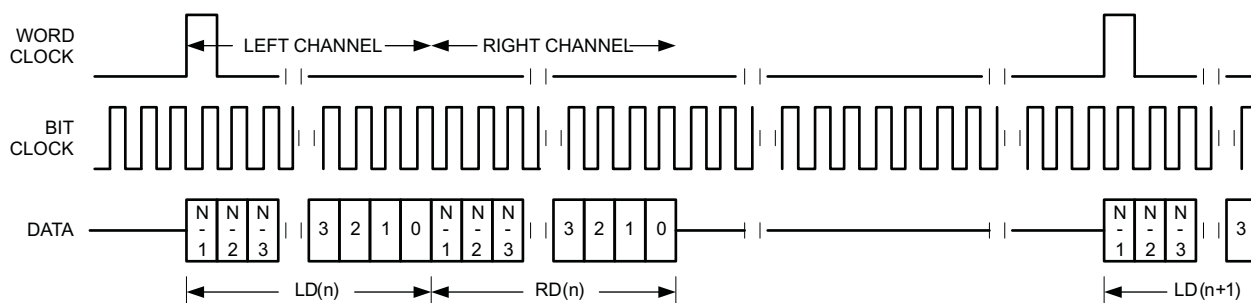 WORD
CLOCK
LEFT CHANNEL
RIGHT CHANNEL
BIT
CLOCK
DATA
N-1 N-2 N-3 3 2 1 0 N-1 N-2 N-3 3 2 1 0 N-1 N-2 N-3 3
LD(n)
RD(n)
LD(n+1)